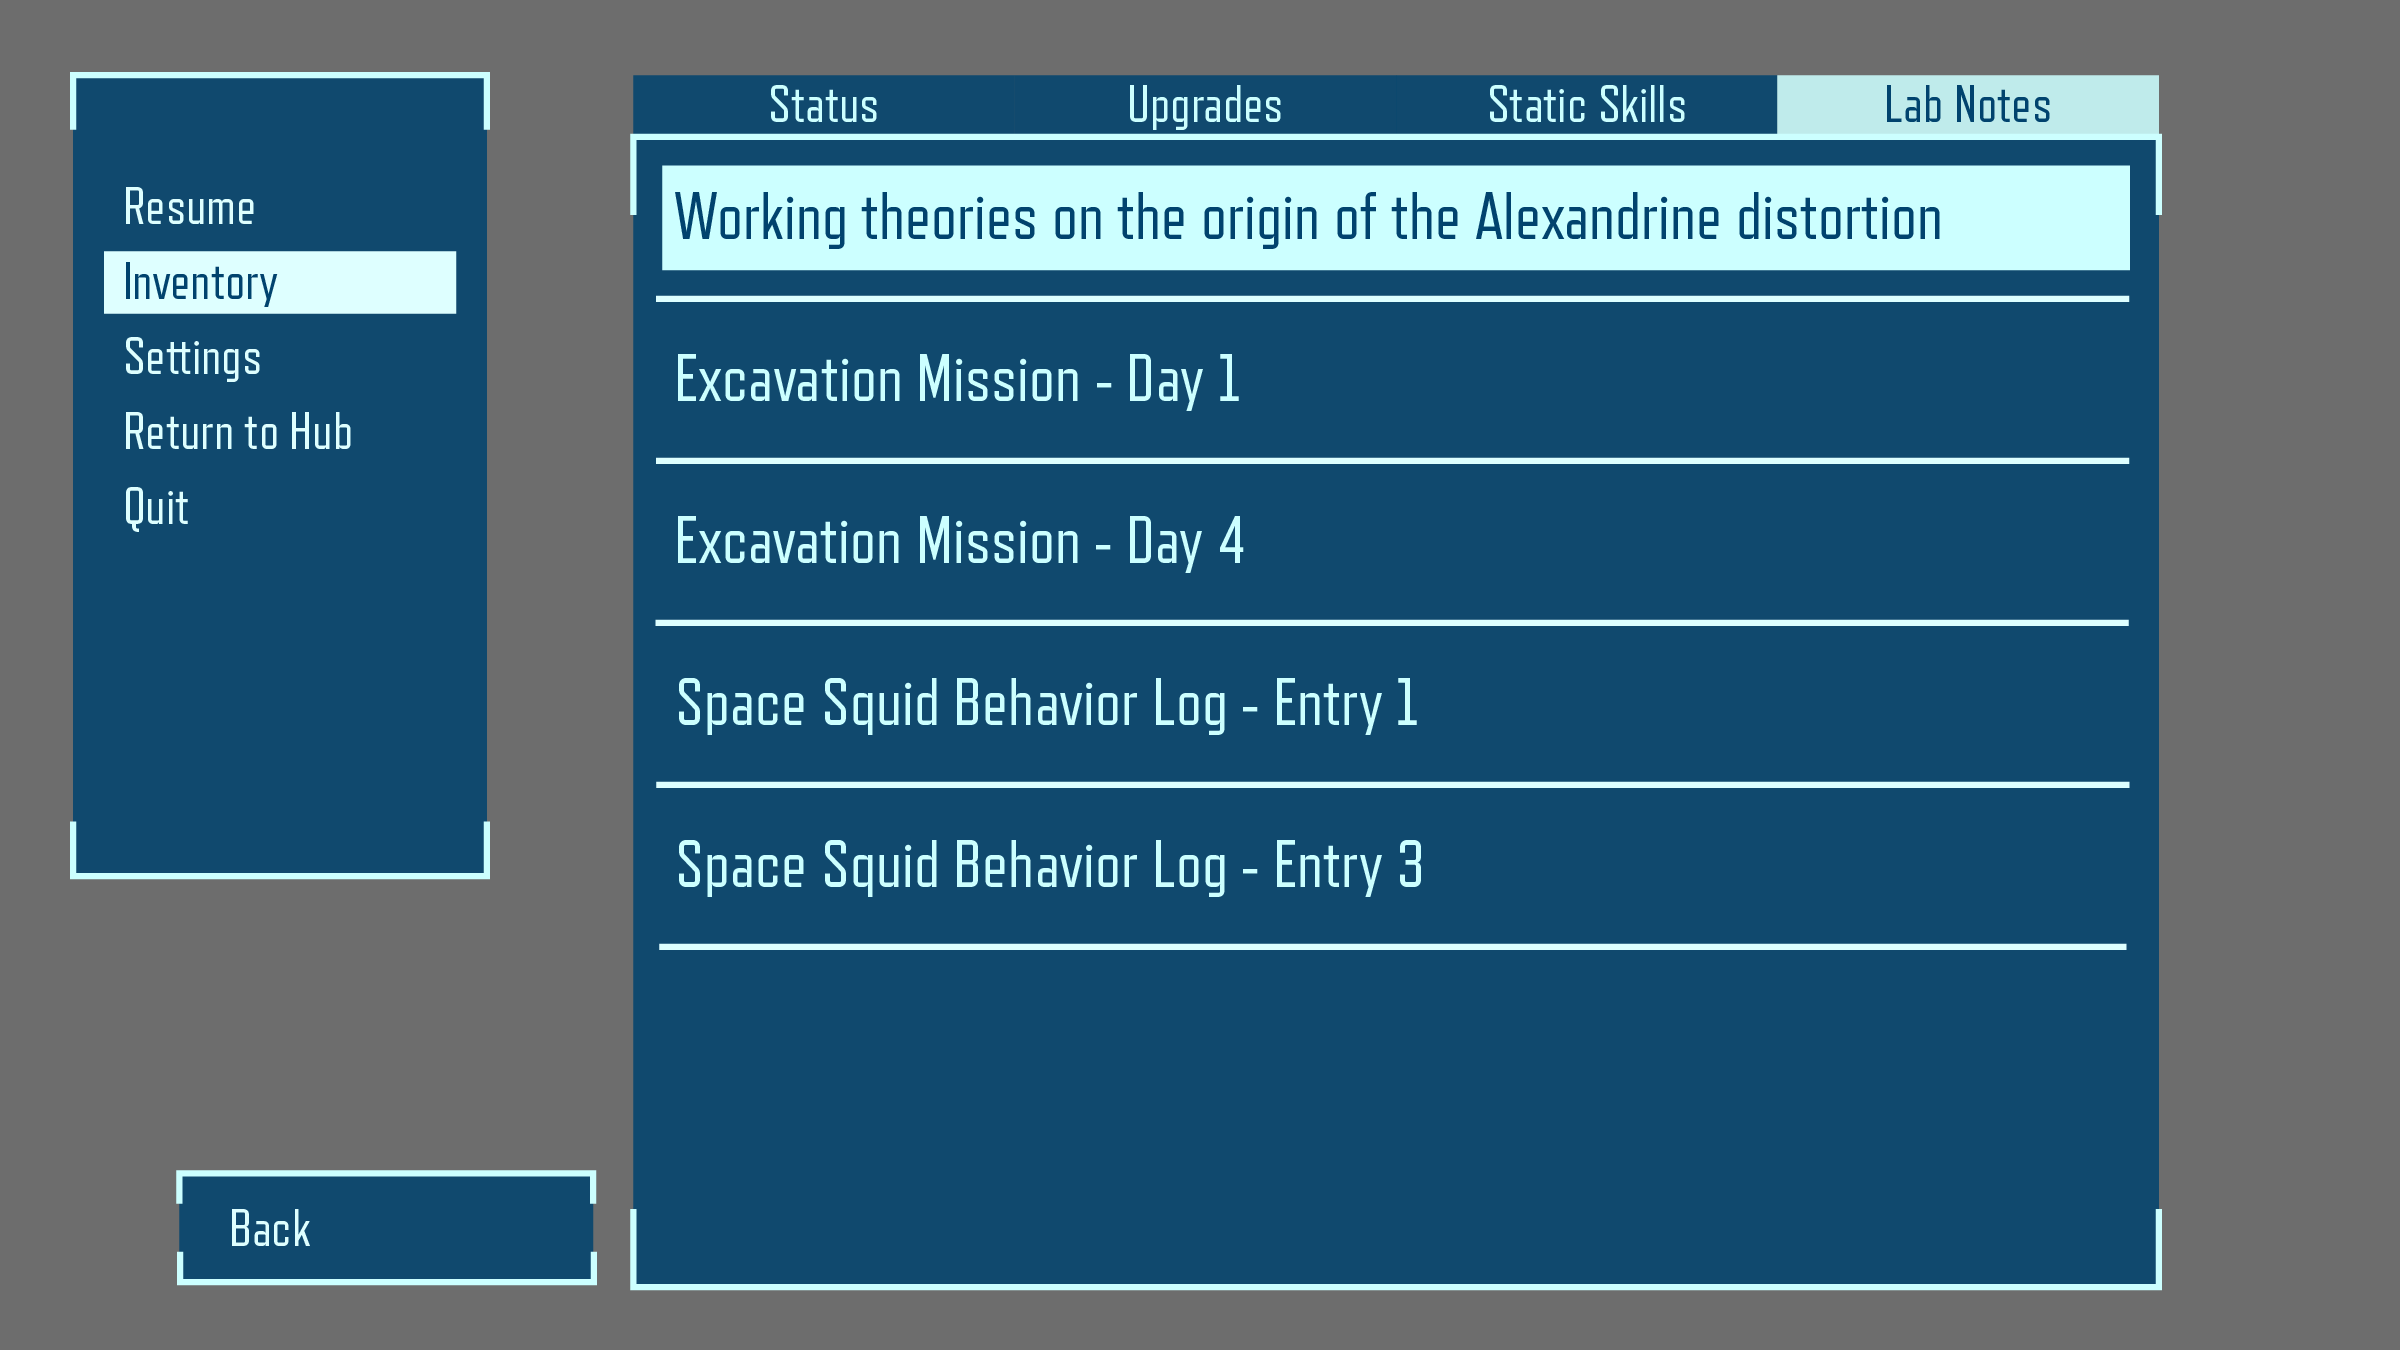 Resume
Inventory
Settings
Return to Hub
Quit
Back
Status
Upgrades
Static Skills
Lab Notes
Working theories on the origin of the Alexandrine distortion
Excavation Mission - Day 1
Excavation Mission - Day 4
Space Squid Behavior Log - Entry 1
Space Squid Behavior Log - Entry 3